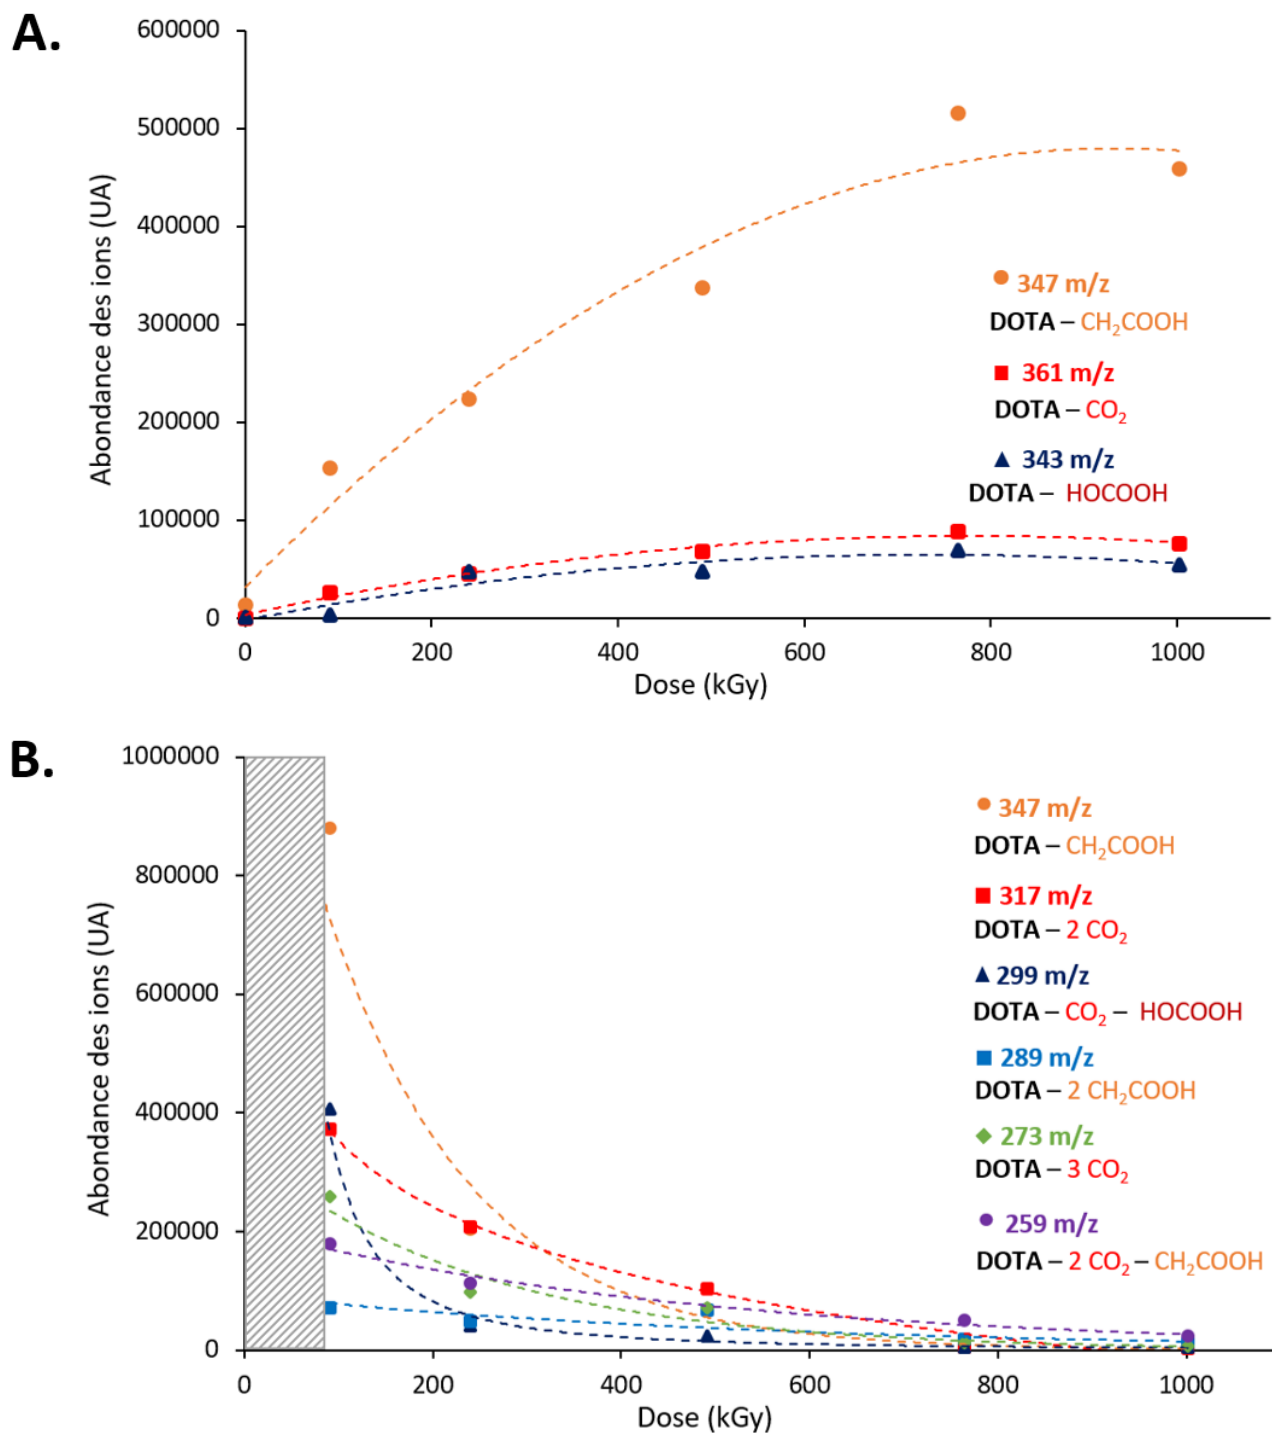 A.
600000
500000
400000
300000
200000
100000
0
Abondance des ions (UA)
347 m/z
DOTA – CH₂COOH
361 m/z
DOTA – CO₂
343 m/z
DOTA – HOCOOH
0 200 400 600 800 1000
Dose (kGy)
B.
1000000
800000
600000
400000
200000
0
Abondance des ions (UA)
347 m/z
DOTA – CH₂COOH
317 m/z
DOTA – 2 CO₂
299 m/z
DOTA – CO₂ – HOCOOH
289 m/z
DOTA – 2 CH₂COOH
273 m/z
DOTA – 3 CO₂
259 m/z
DOTA – 2 CO₂ – CH₂COOH
0 200 400 600 800 1000
Dose (kGy)